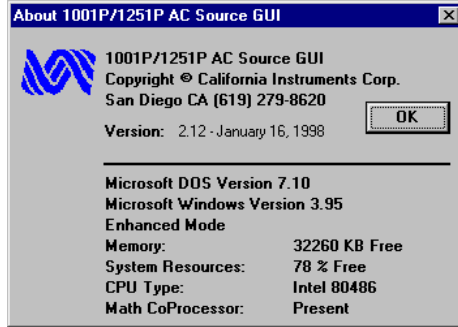 About 1001P/1251P AC Source GUI
1001P/1251P AC Source GUI
Copyright © California Instruments Corp.
San Diego CA (619) 279-8620
OK
Version: 2.12 - January 16, 1998
Microsoft DOS Version 7.10
Microsoft Windows Version 3.95
Enhanced Mode
Memory: 32260 KB Free
System Resources: 78 % Free
CPU Type: Intel 80486
Math CoProcessor: Present